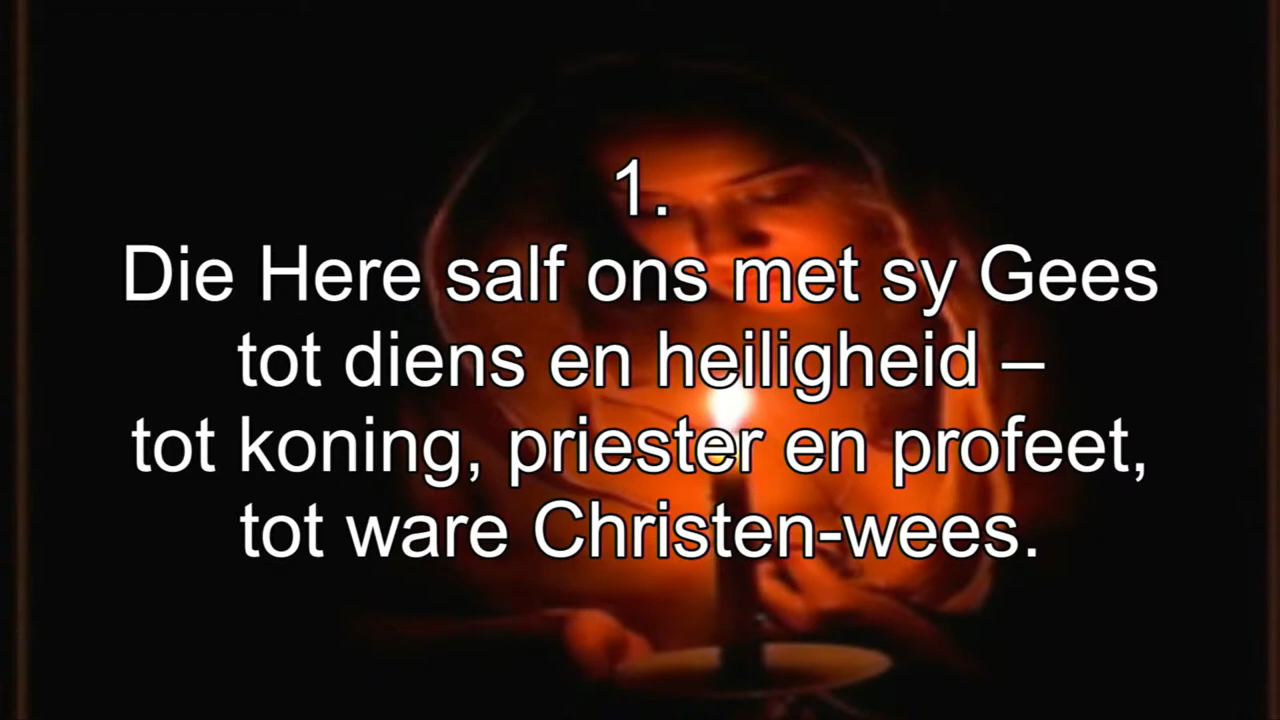 1.
Die Here salf ons met sy Gees
tot diens en heiligheid –
tot koning, priester en profeet,
tot ware Christen-wees.